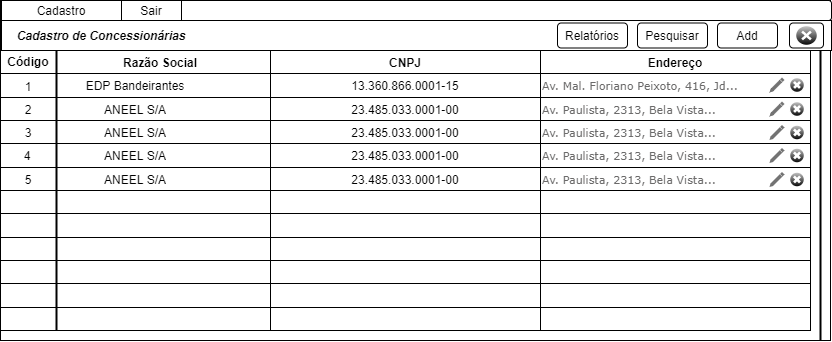 Cadastro Sair
Cadastro de Concessionárias Relatórios Pesquisar Add
Código Razão Social CNPJ Endereço
1 EDP Bandeirantes 13.360.866.0001-15 Av. Mal. Floriano Peixoto, 416, Jd...
2 ANEEL S/A 23.485.033.0001-00 Av. Paulista, 2313, Bela Vista...
3 ANEEL S/A 23.485.033.0001-00 Av. Paulista, 2313, Bela Vista...
4 ANEEL S/A 23.485.033.0001-00 Av. Paulista, 2313, Bela Vista...
5 ANEEL S/A 23.485.033.0001-00 Av. Paulista, 2313, Bela Vista...